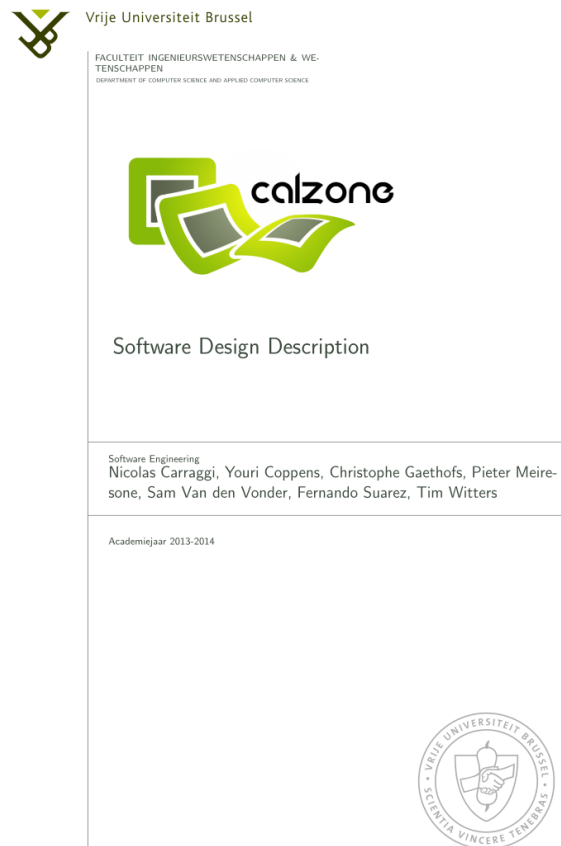 Vrije Universiteit Brussel
FACULTEIT INGENIEURSWETENSCHAPPEN & WE-
TENSCHAPPEN
DEPARTMENT OF COMPUTER SCIENCE AND APPLIED COMPUTER SCIENCE
calzone
Software Design Description
Software Engineering
Nicolas Carraggi, Youri Coppens, Christophe Gaethofs, Pieter Meire-
sone, Sam Van den Vonder, Fernando Suarez, Tim Witters
Academiejaar 2013-2014
VRIJE UNIVERSITEIT BRUSSEL
SCIENTIA VINCERE TENEBRAS